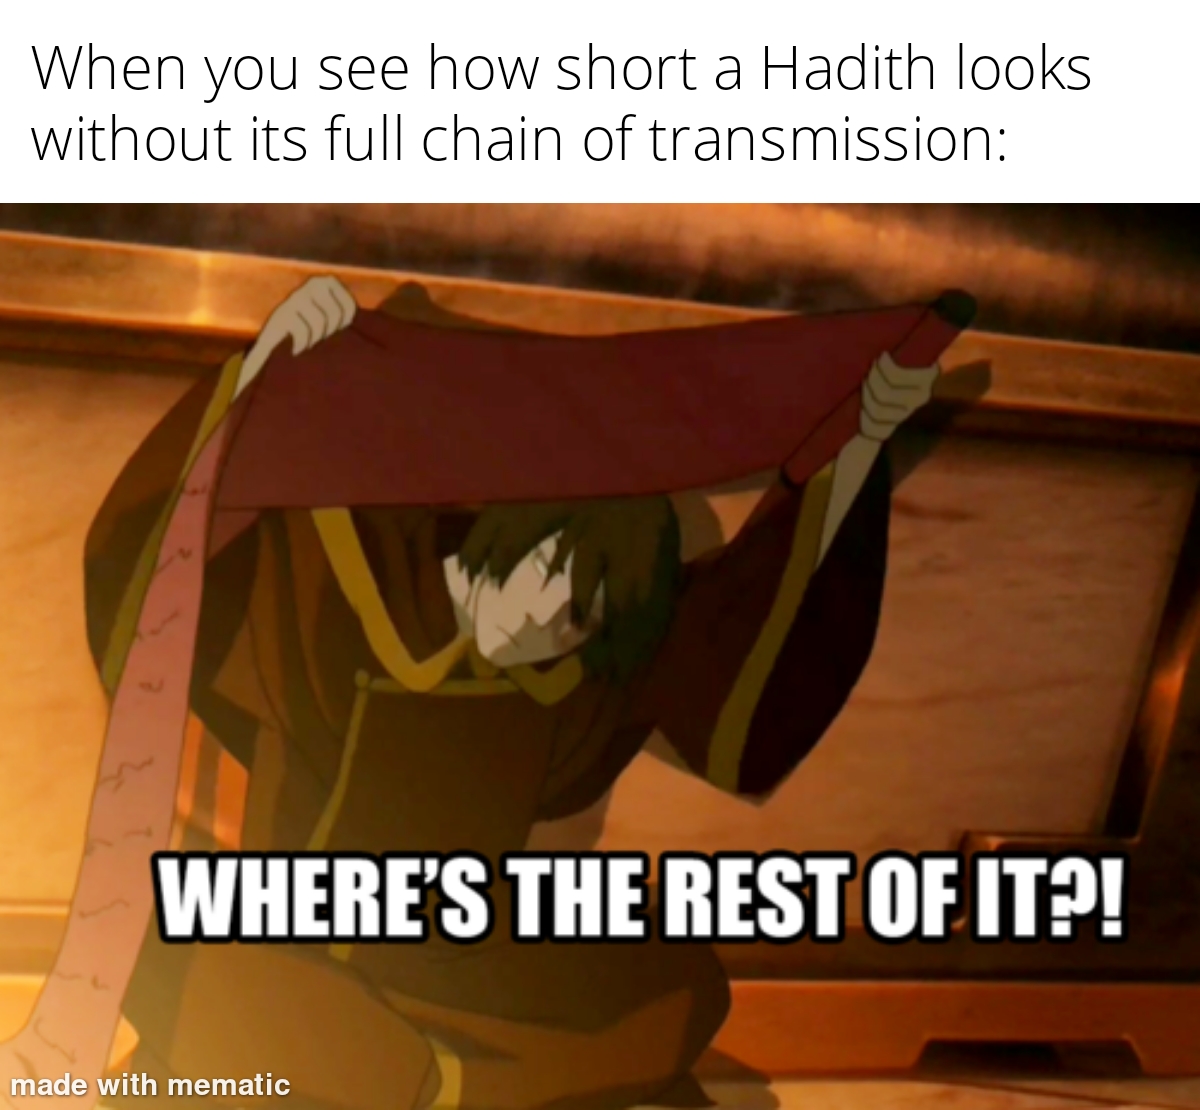 When you see how short a Hadith looks
without its full chain of transmission:
WHERE'S THE REST OF IT?!
made with mematic